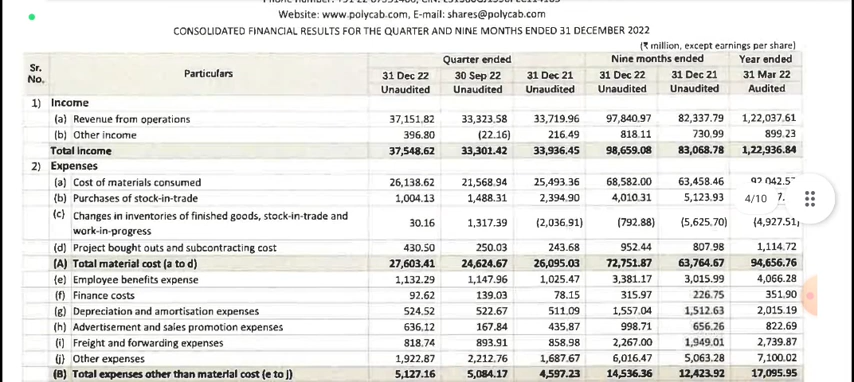 Website: www.polycab.com, E-mail: shares@polycab.com
CONSOLIDATED FINANCIAL RESULTS FOR THE QUARTER AND NINE MONTHS ENDED 31 DECEMBER 2022
(₹ million, except earnings per share)
Sr. No. Particulars Quarter ended Nine months ended Year ended
31 Dec 22 30 Sep 22 31 Dec 21 31 Dec 22 31 Dec 21 31 Mar 22
Unaudited Unaudited Unaudited Unaudited Unaudited Audited
1) Income
(a) Revenue from operations 37,151.82 33,323.58 33,719.96 97,840.97 82,337.79 1,22,037.61
(b) Other income 396.80 (22.16) 216.49 818.11 730.99 899.23
Total income 37,548.62 33,301.42 33,936.45 98,659.08 83,068.78 1,22,936.84
2) Expenses
(a) Cost of materials consumed 26,138.62 21,568.94 25,493.36 68,582.00 63,458.46
(b) Purchases of stock-in-trade 1,004.13 1,488.31 2,394.90 4,010.31 5,123.93
4/10
(c) Changes in inventories of finished goods, stock-in-trade and
work-in-progress 30.16 1,317.39 (2,036.91) (792.88) (5,625.70) (4,927.51)
(d) Project bought outs and subcontracting cost 430.50 250.03 243.68 952.44 807.98 1,114.72
(A) Total material cost (a to d) 27,603.41 24,624.67 26,095.03 72,751.87 63,764.67 94,656.76
(e) Employee benefits expense 1,132.29 1,147.96 1,025.47 3,381.17 3,015.99 4,066.28
(f) Finance costs 92.62 139.03 78.15 315.97 226.75 351.90
(g) Depreciation and amortisation expenses 524.52 522.67 511.09 1,557.04 1,512.63 2,015.19
(h) Advertisement and sales promotion expenses 636.12 167.84 435.87 998.71 656.26 822.69
(i) Freight and forwarding expenses 818.74 893.91 858.98 2,267.00 1,949.01 2,739.87
(j) Other expenses 1,922.87 2,212.76 1,687.67 6,016.47 5,063.28 7,100.02
(B) Total expenses other than material cost (e to j) 5,127.16 5,084.17 4,597.23 14,536.36 12,423.92 17,095.95